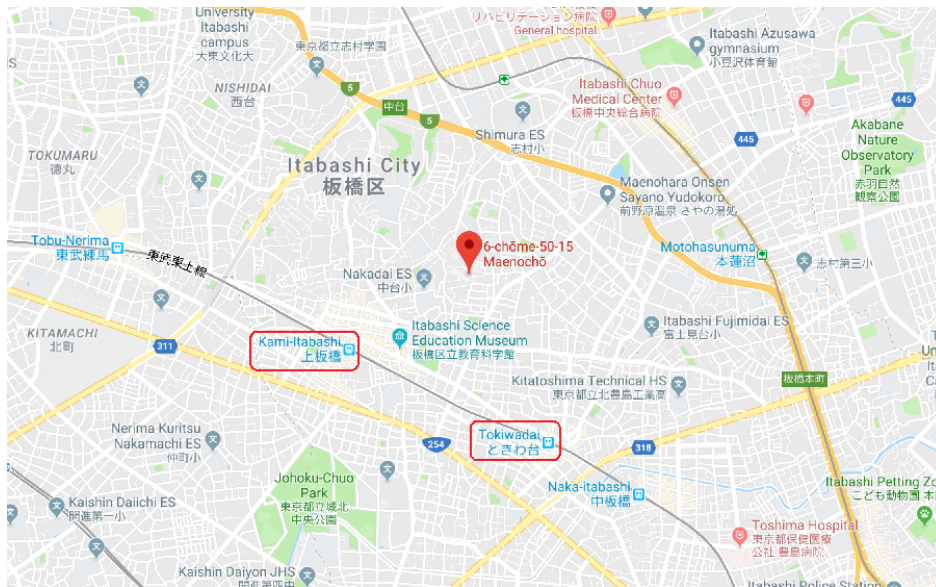 University
Itabashi
campus
大東文化大
東京都立志村学園
リハビリテーション病院
General hospital
Itabashi Azusawa
gymnasium
小豆沢体育館
NISHIDAI
西台
5
中台
5
Itabashi Chuo
Medical Center
板橋中央総合病院
445
445
Shimura ES
志村小
Akabane
Nature
Observatory
Park
赤羽自然
観察公園
TOKUMARU
徳丸
Itabashi City
板橋区
Maenohara Onsen
Sayano Yudokoro
前野原温泉 さやの湯処
Tobu-Nerima
東武練馬
東武東上線
6-chōme-50-15
Maenochō
Motohasunuma
本蓮沼
志村第三小
Nakadai ES
中台小
KITAMACHI
北町
311
Kami-Itabashi
上板橋
Itabashi Science
Education Museum
板橋区立教育科学館
Itabashi Fujimidai ES
富士見台小
Kitatoshima Technical HS
東京都立北豊島工業高
板橋本町
Nerima Kuritsu
Nakamachi ES
仲町小
254
Tokiwadai
ときわ台
318
Naka-itabashi
中板橋
Johoku-Chuo
Park
東京都立城北
中央公園
Kaishin Daiichi ES
開進第一小
Itabashi Petting Zo
こども動物園 本
Toshima Hospital
東京都保健医療
公社 豊島病院
Kaishin Daiyon JHS
開進第四中
Itabashi Police Station